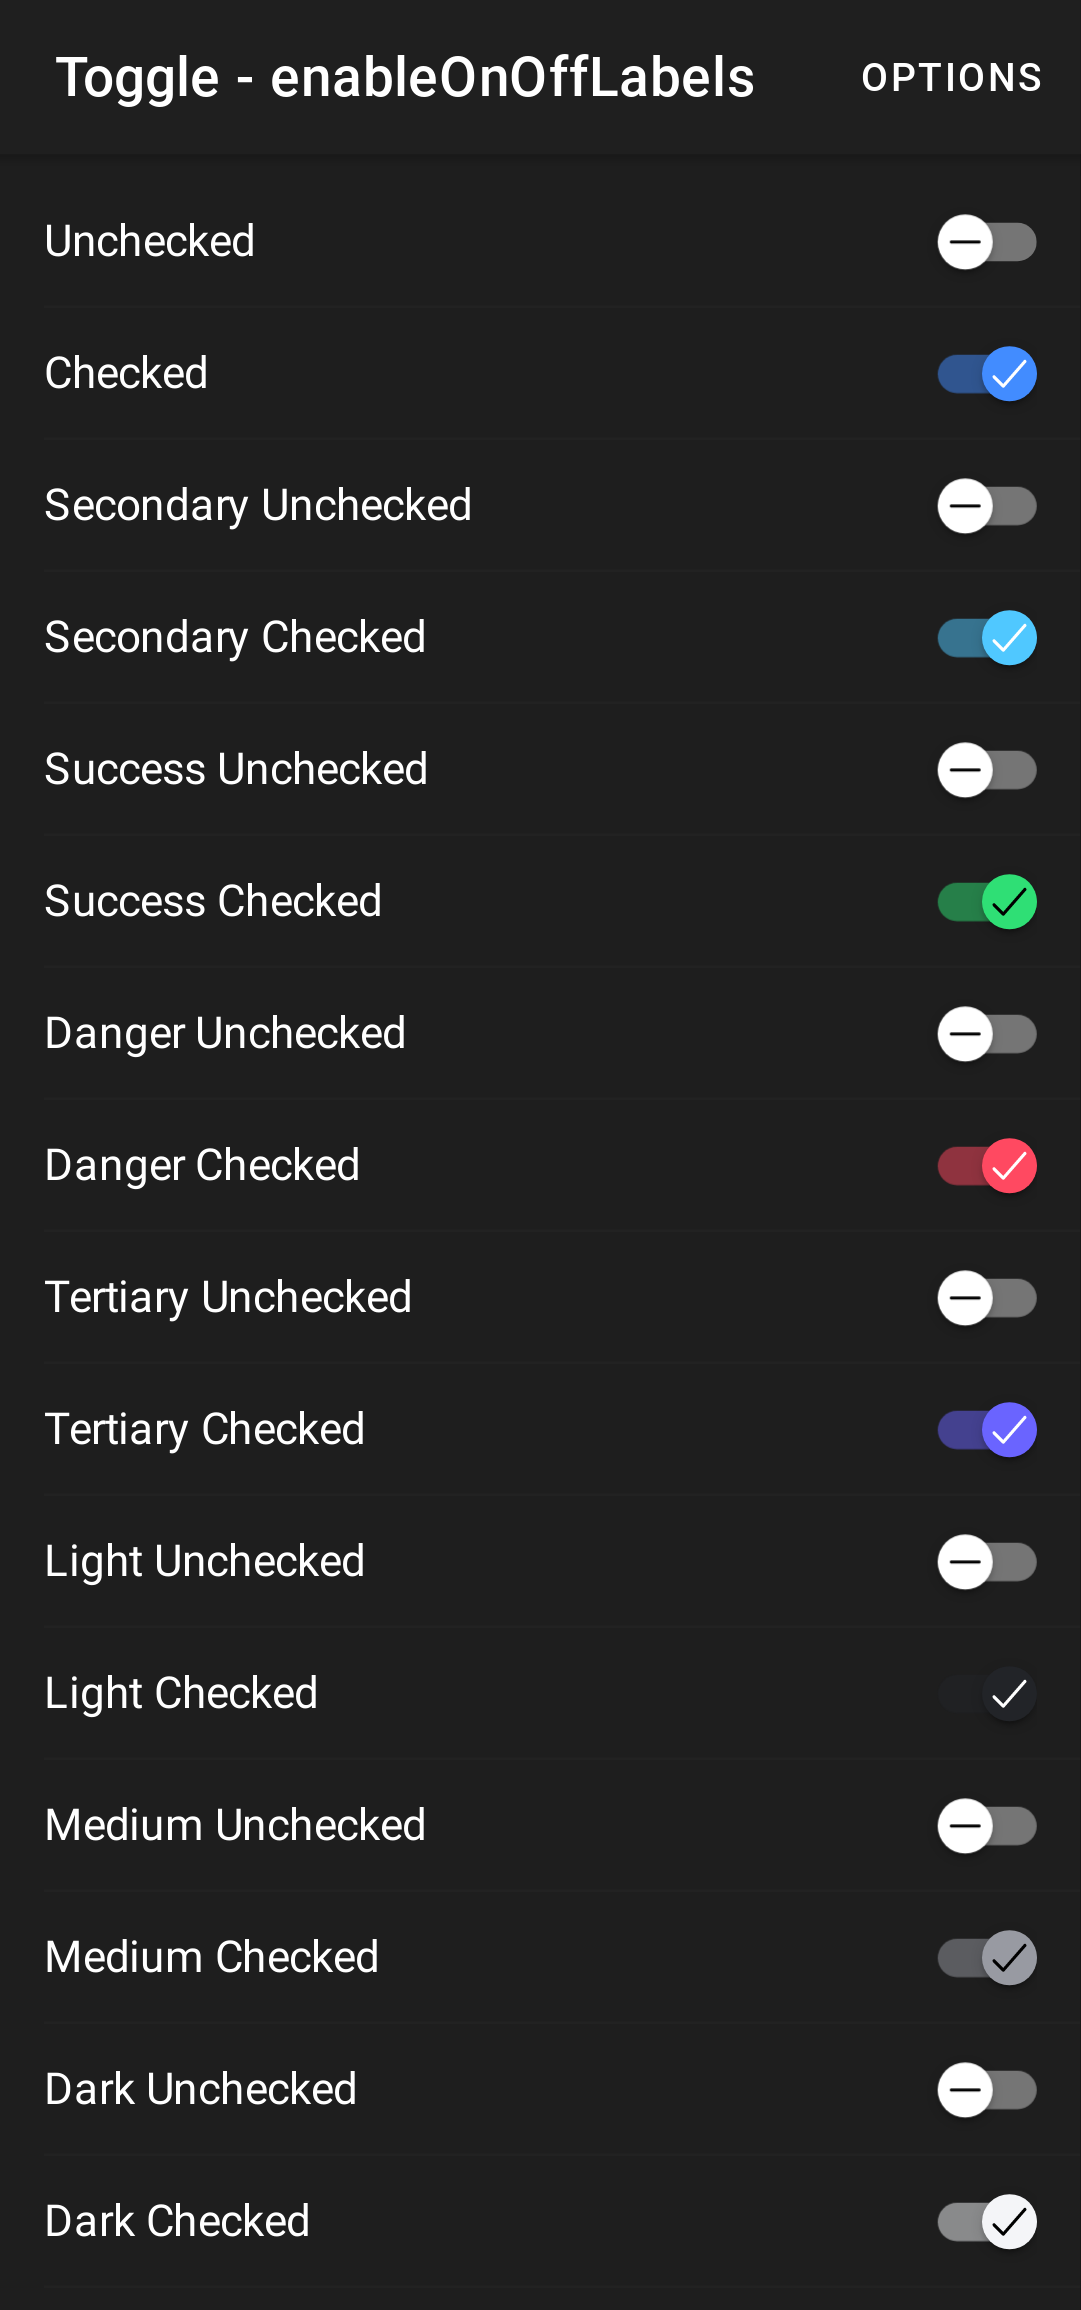 Toggle - enableOnOffLabels OPTIONS
Unchecked
Checked
Secondary Unchecked
Secondary Checked
Success Unchecked
Success Checked
Danger Unchecked
Danger Checked
Tertiary Unchecked
Tertiary Checked
Light Unchecked
Light Checked
Medium Unchecked
Medium Checked
Dark Unchecked
Dark Checked